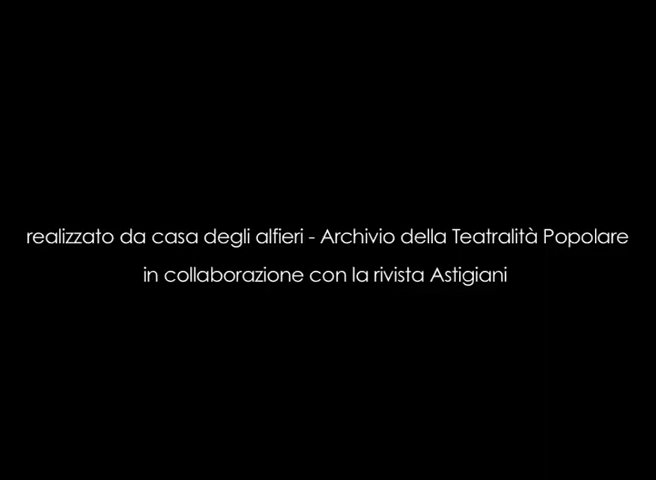 realizzato da casa degli alfieri - Archivio della Teatralità Popolare
in collaborazione con la rivista Astigiani